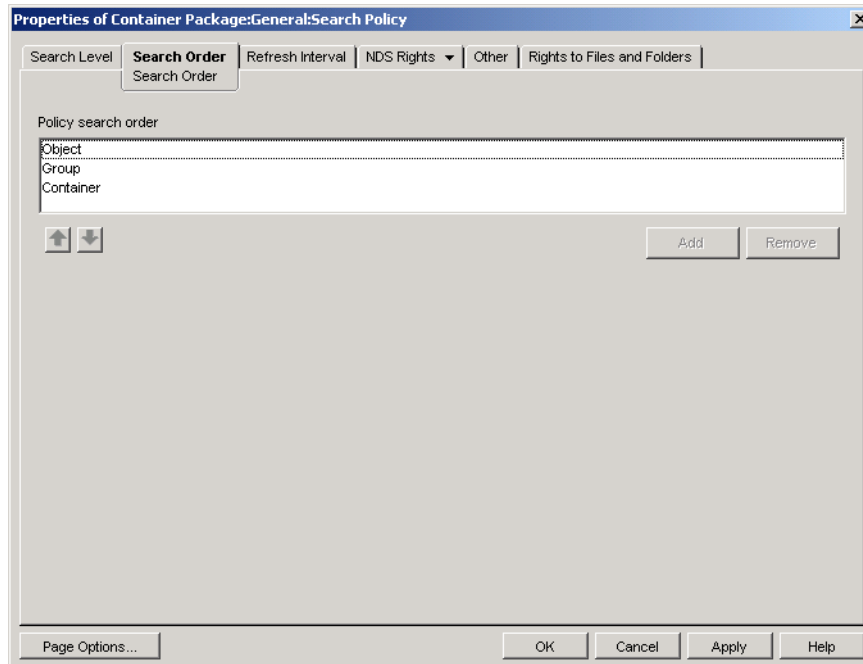 Properties of Container Package:General:Search Policy
Search Level Search Order Refresh Interval NDS Rights Other Rights to Files and Folders
Search Order
Policy search order
Object
Group
Container
Add Remove
Page Options... OK Cancel Apply Help